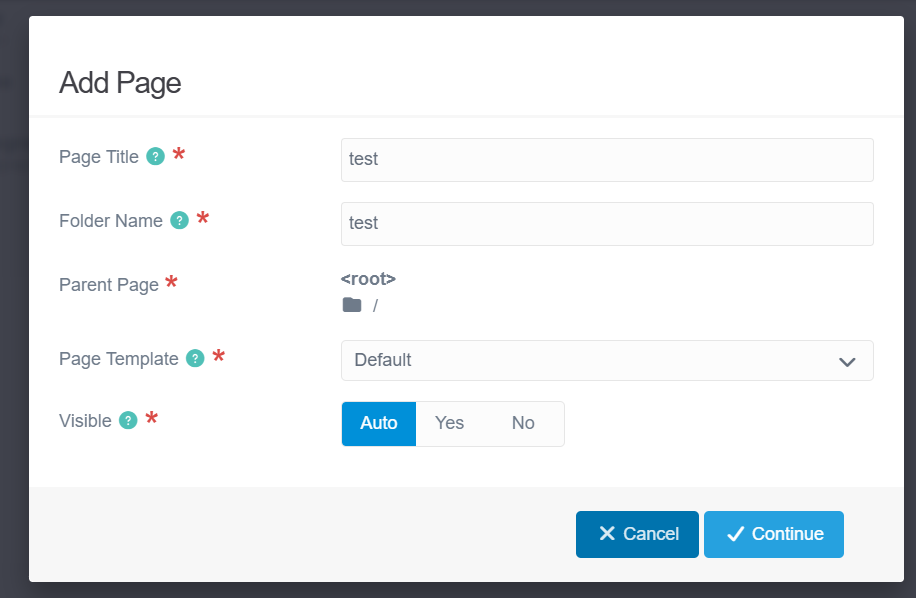 Add Page
Page Title ? * test
Folder Name ? * test
Parent Page * <root>
/
Page Template ? * Default
Visible ? * Auto Yes No
Cancel Continue